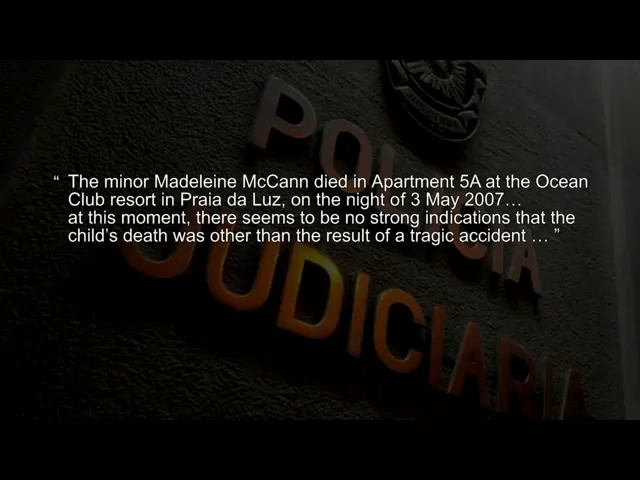 POLÍCIA
JUDICIÁRIA
“ The minor Madeleine McCann died in Apartment 5A at the Ocean
Club resort in Praia da Luz, on the night of 3 May 2007…
at this moment, there seems to be no strong indications that the
child’s death was other than the result of a tragic accident … ”